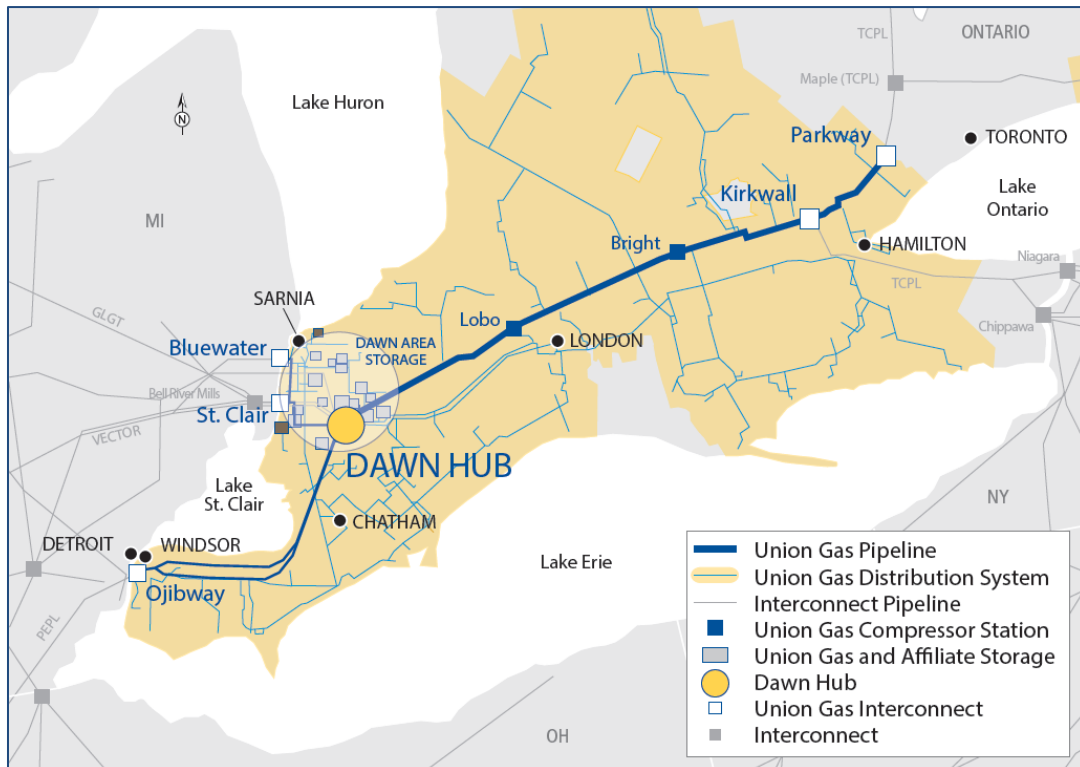 TCPL
ONTARIO
Maple (TCPL)
Lake Huron
N
Parkway
TORONTO
Kirkwall
Lake
Ontario
MI
Bright
HAMILTON
Niagara
TCPL
SARNIA
GLGT
Lobo
Chippawa
DAWN AREA
STORAGE
LONDON
Bluewater
Bell River Mills
St. Clair
VECTOR
DAWN HUB
Lake
St. Clair
NY
CHATHAM
DETROIT
WINDSOR
Lake Erie
Ojibway
PEPL
OH
Union Gas Pipeline
Union Gas Distribution System
Interconnect Pipeline
Union Gas Compressor Station
Union Gas and Affiliate Storage
Dawn Hub
Union Gas Interconnect
Interconnect